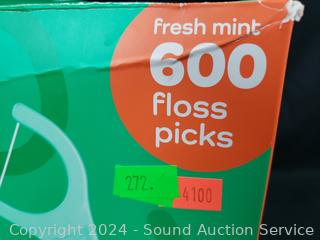 fresh mint
600
floss
picks
272.
4100
Copyright 2024 - Sound Auction Service